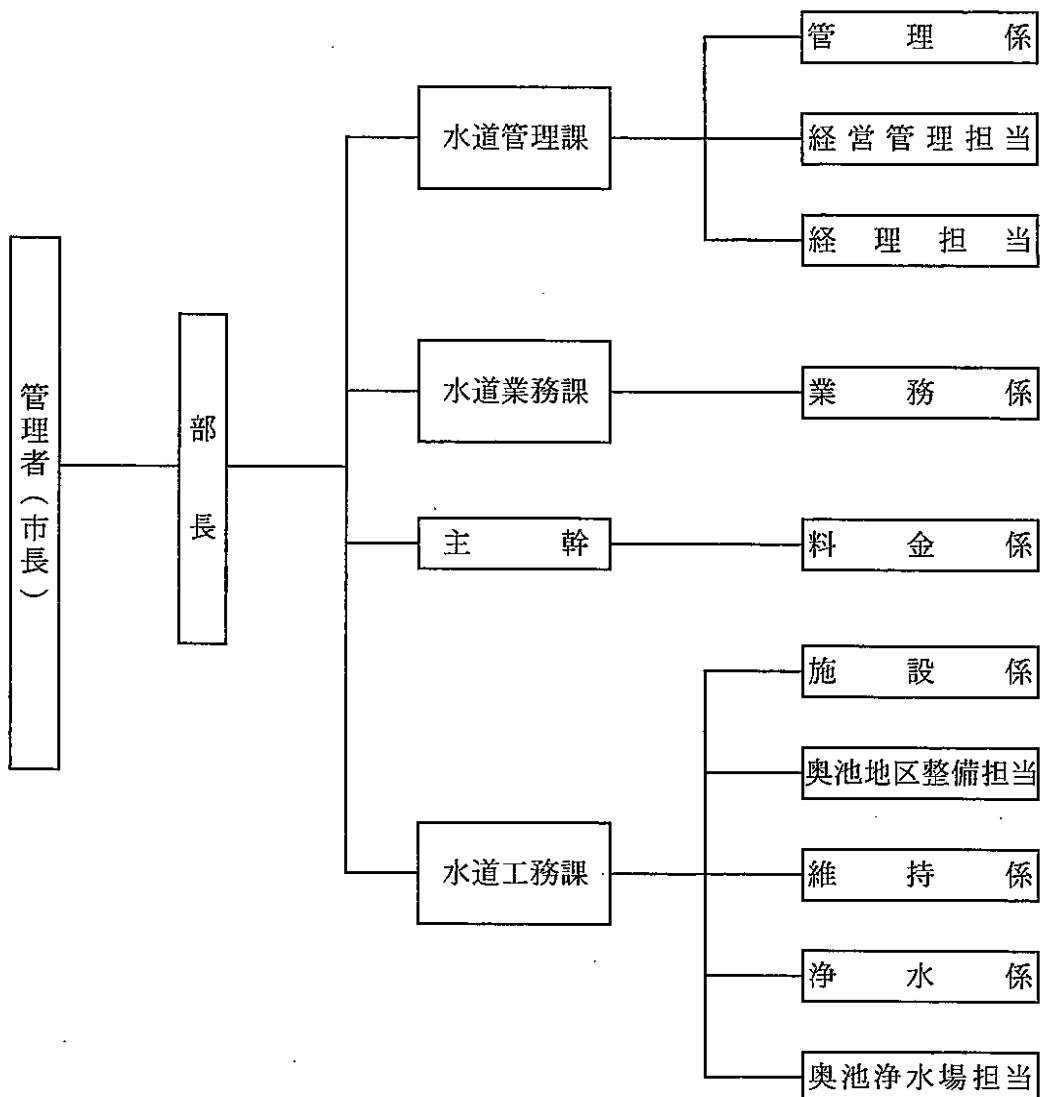 管理者（市長）
部長
水道管理課
管理係
経営管理担当
経理担当
水道業務課
業務係
主幹
料金係
水道工務課
施設係
奥池地区整備担当
維持係
浄水係
奥池浄水場担当